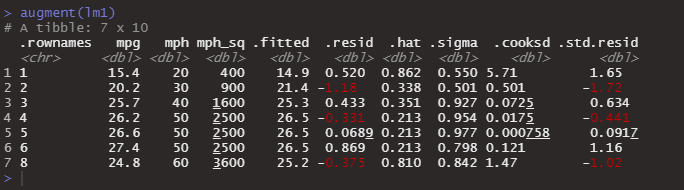 > augment(lm1)
# A tibble: 7 x 10
.rownames mpg mph mph_sq .fitted .resid .hat .sigma .cooksd .std.resid
<chr> <dbl> <dbl> <dbl> <dbl> <dbl> <dbl> <dbl> <dbl> <dbl>
1 1 15.4 20 400 14.9 0.520 0.862 0.550 5.71 1.65
2 2 20.2 30 900 21.4 -1.18 0.338 0.501 0.501 -1.72
3 3 25.7 40 1600 25.3 0.433 0.351 0.927 0.0725 0.634
4 4 26.2 50 2500 26.5 -0.331 0.213 0.954 0.0175 -0.441
5 5 26.6 50 2500 26.5 0.0689 0.213 0.977 0.000758 0.0917
6 6 27.4 50 2500 26.5 0.869 0.213 0.798 0.121 1.16
7 8 24.8 60 3600 25.2 -0.375 0.810 0.842 1.47 -1.02
>